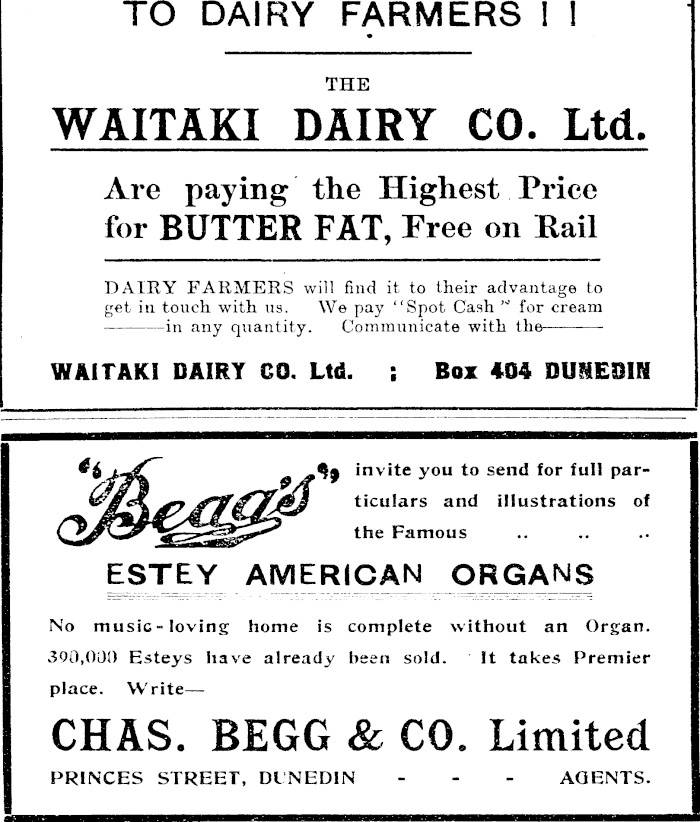 TO DAIRY FARMERS ! !
THE
WAITAKI DAIRY CO. Ltd.
Are paying the Highest Price
for BUTTER FAT, Free on Rail
DAIRY FARMERS will find it to their advantage to
get in touch with us. We pay "Spot Cash" for cream
———in any quantity. Communicate with the———
WAITAKI DAIRY CO. Ltd. ; Box 404 DUNEDIN
"Begg's" invite you to send for full par-
ticulars and illustrations of
the Famous .. .. ..
ESTEY AMERICAN ORGANS
No music-loving home is complete without an Organ.
390,000 Esteys have already been sold. It takes Premier
place. Write—
CHAS. BEGG & CO. Limited
PRINCES STREET, DUNEDIN - - - AGENTS.